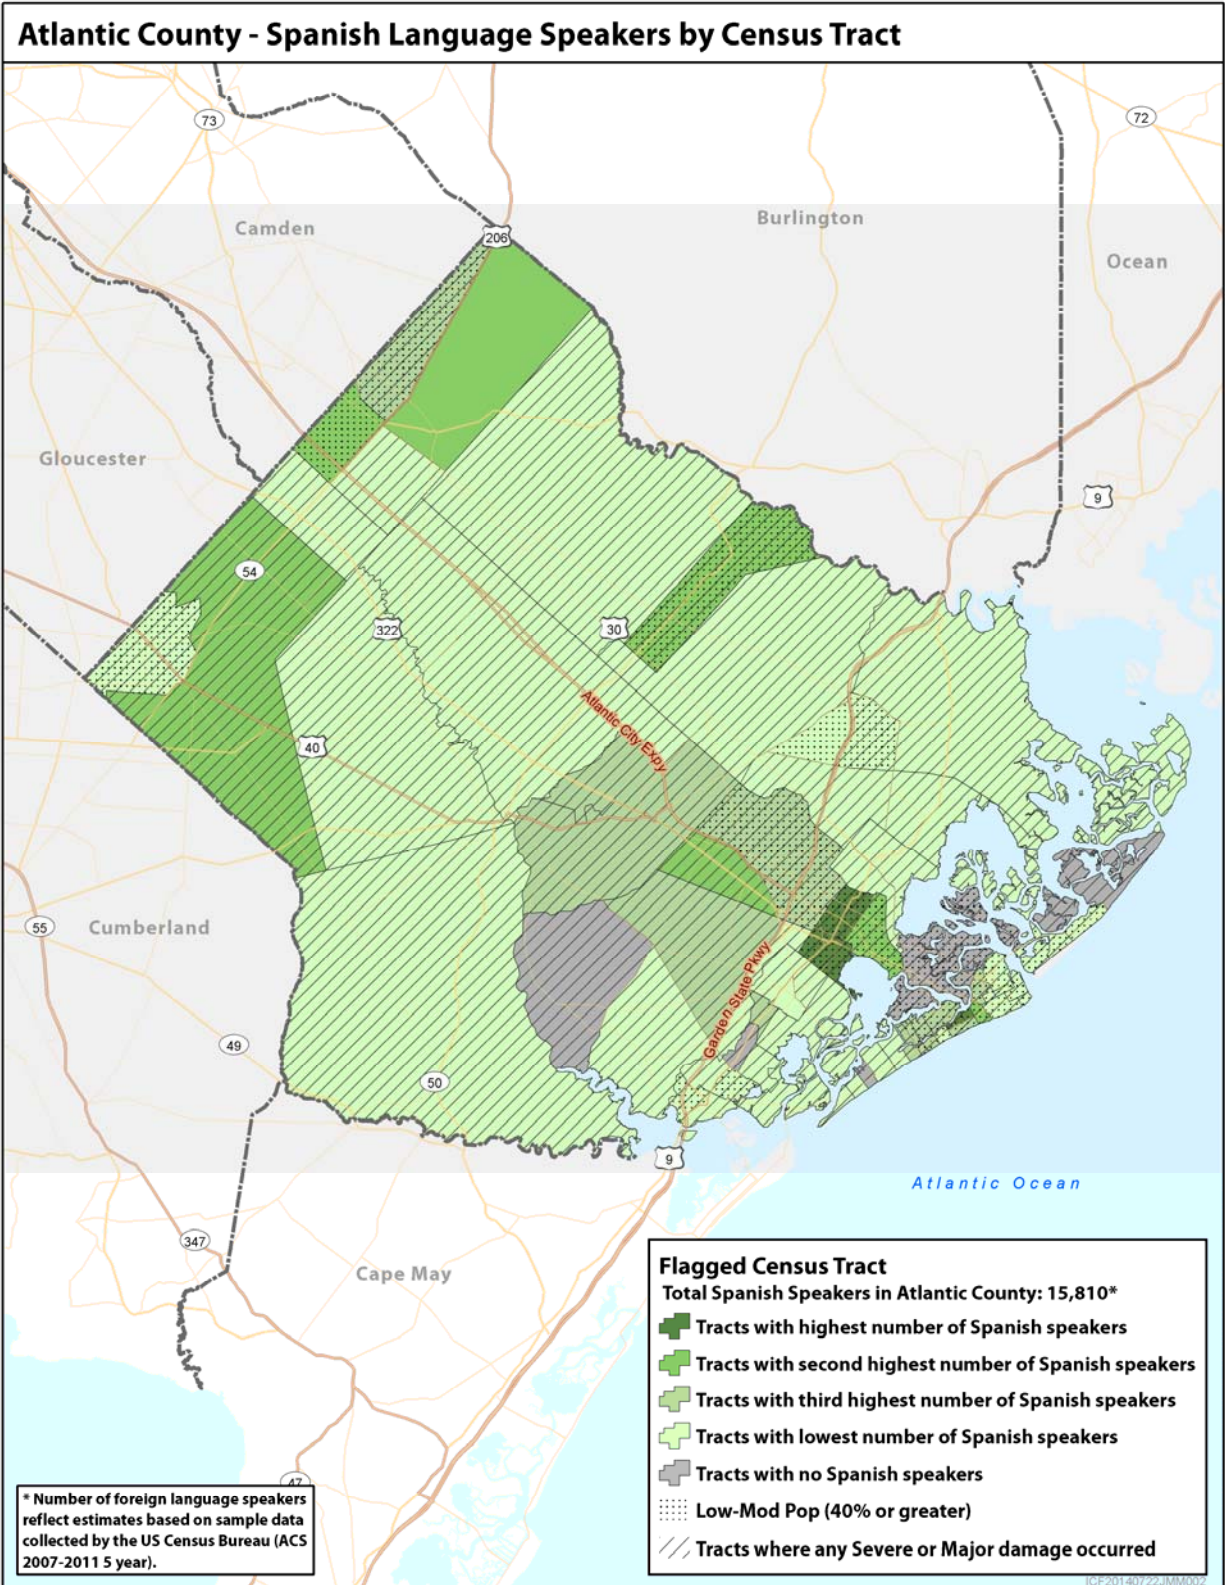 Atlantic County - Spanish Language Speakers by Census Tract
73
72
Camden
Burlington
206
Ocean
Gloucester
9
54
322
30
Atlantic City Expy
40
55
Cumberland
Garden State Pkwy
49
50
9
Atlantic Ocean
347
Cape May
47
Flagged Census Tract
Total Spanish Speakers in Atlantic County: 15,810*
Tracts with highest number of Spanish speakers
Tracts with second highest number of Spanish speakers
Tracts with third highest number of Spanish speakers
Tracts with lowest number of Spanish speakers
Tracts with no Spanish speakers
Low-Mod Pop (40% or greater)
Tracts where any Severe or Major damage occurred
* Number of foreign language speakers
reflect estimates based on sample data
collected by the US Census Bureau (ACS
2007-2011 5 year).
ICF20140722JMM002